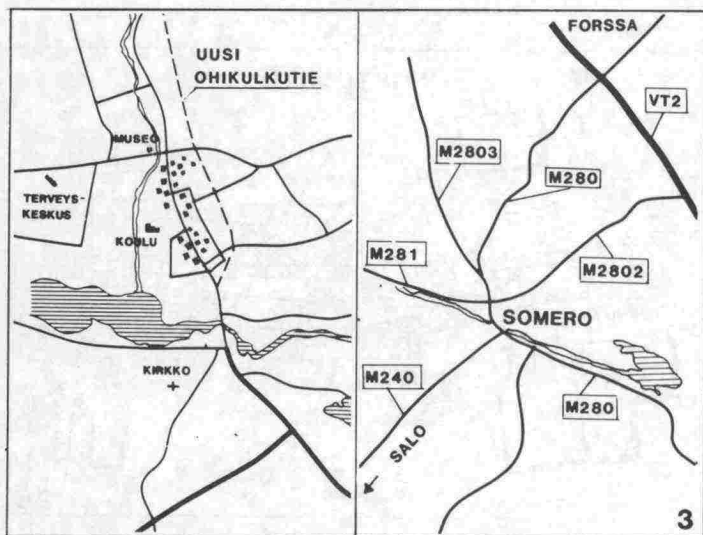 UUSI
OHIKULKUTIE
MUSEO
TERVEYS-
KESKUS
KOULU
KIRKKO
FORSSA
VT2
M2803
M280
M2802
M281
SOMERO
M240
M280
SALO
3